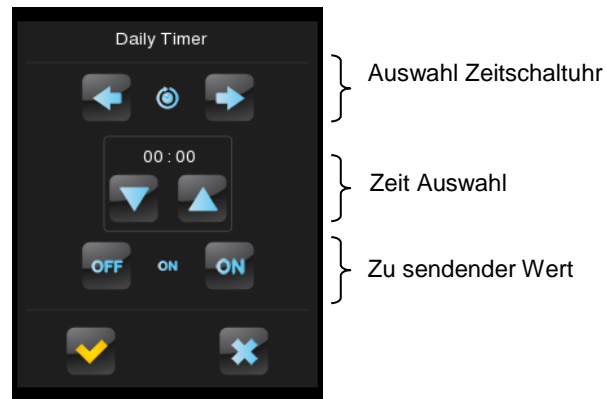 Daily Timer
Auswahl Zeitschaltuhr
00:00
Zeit Auswahl
OFF ON ON
Zu sendender Wert